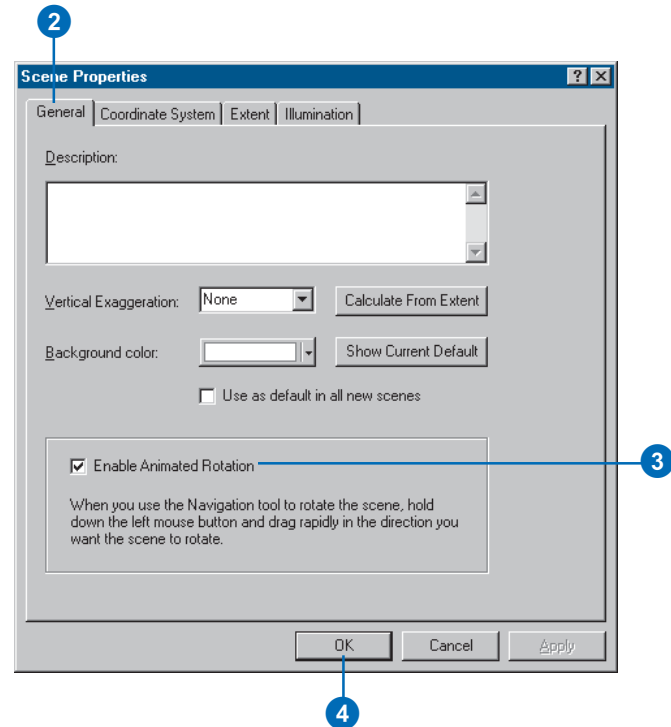 2
Scene Properties
General Coordinate System Extent Illumination
Description:
Vertical Exaggeration: None Calculate From Extent
Background color: Show Current Default
Use as default in all new scenes
Enable Animated Rotation 3
When you use the Navigation tool to rotate the scene, hold
down the left mouse button and drag rapidly in the direction you
want the scene to rotate.
OK Cancel Apply
4